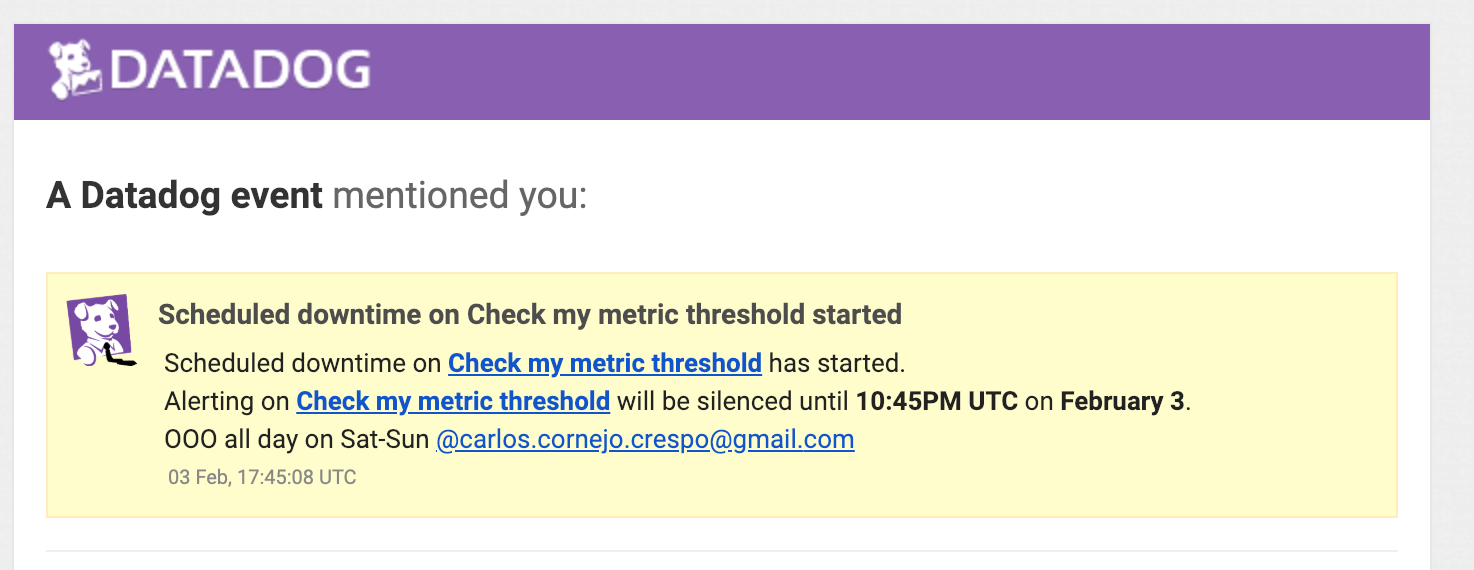 DATADOG
A Datadog event mentioned you:
Scheduled downtime on Check my metric threshold started
Scheduled downtime on Check my metric threshold has started.
Alerting on Check my metric threshold will be silenced until 10:45PM UTC on February 3.
OOO all day on Sat-Sun @carlos.cornejo.crespo@gmail.com
03 Feb, 17:45:08 UTC